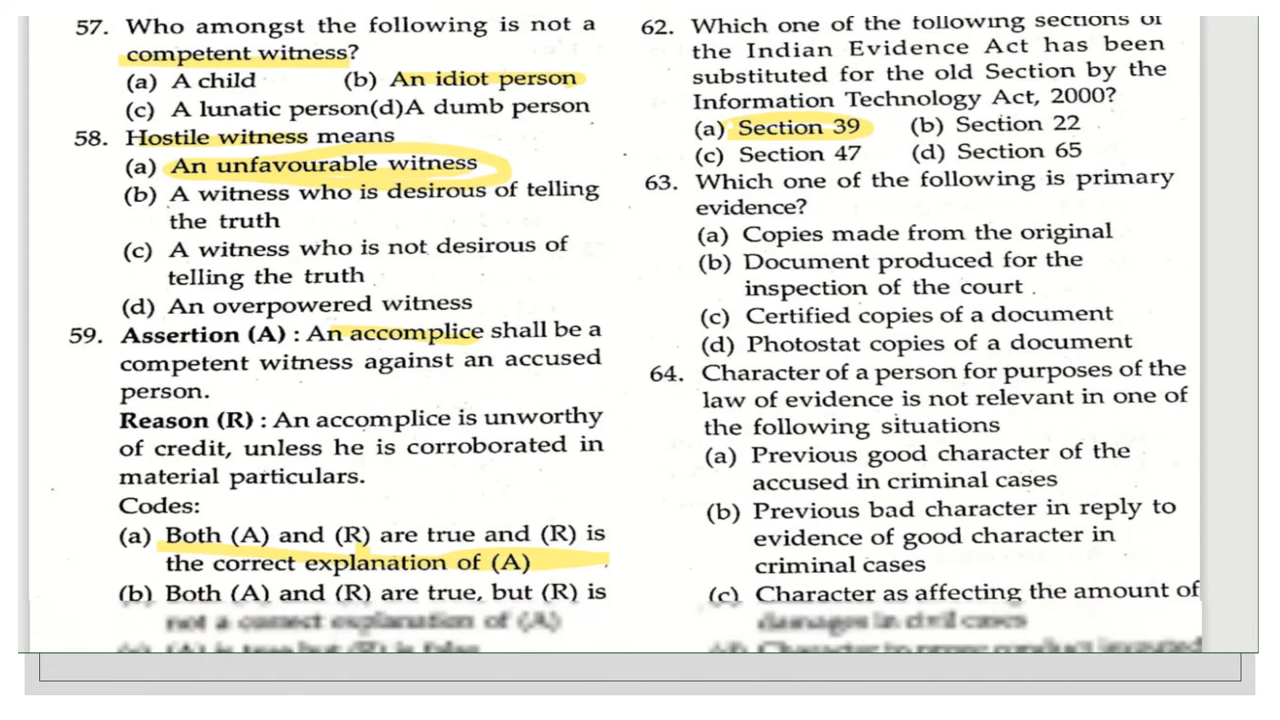 57. Who amongst the following is not a
competent witness?
(a) A child (b) An idiot person
(c) A lunatic person(d)A dumb person
58. Hostile witness means
(a) An unfavourable witness
(b) A witness who is desirous of telling
the truth
(c) A witness who is not desirous of
telling the truth
(d) An overpowered witness
59. Assertion (A) : An accomplice shall be a
competent witness against an accused
person.
Reason (R) : An accomplice is unworthy
of credit, unless he is corroborated in
material particulars.
Codes:
(a) Both (A) and (R) are true and (R) is
the correct explanation of (A)
(b) Both (A) and (R) are true, but (R) is
not a correct explanation of (A)
62. Which one of the following sections of
the Indian Evidence Act has been
substituted for the old Section by the
Information Technology Act, 2000?
(a) Section 39 (b) Section 22
(c) Section 47 (d) Section 65
63. Which one of the following is primary
evidence?
(a) Copies made from the original
(b) Document produced for the
inspection of the court .
(c) Certified copies of a document
(d) Photostat copies of a document
64. Character of a person for purposes of the
law of evidence is not relevant in one of
the following situations
(a) Previous good character of the
accused in criminal cases
(b) Previous bad character in reply to
evidence of good character in
criminal cases
(c) Character as affecting the amount of
damages in civil cases